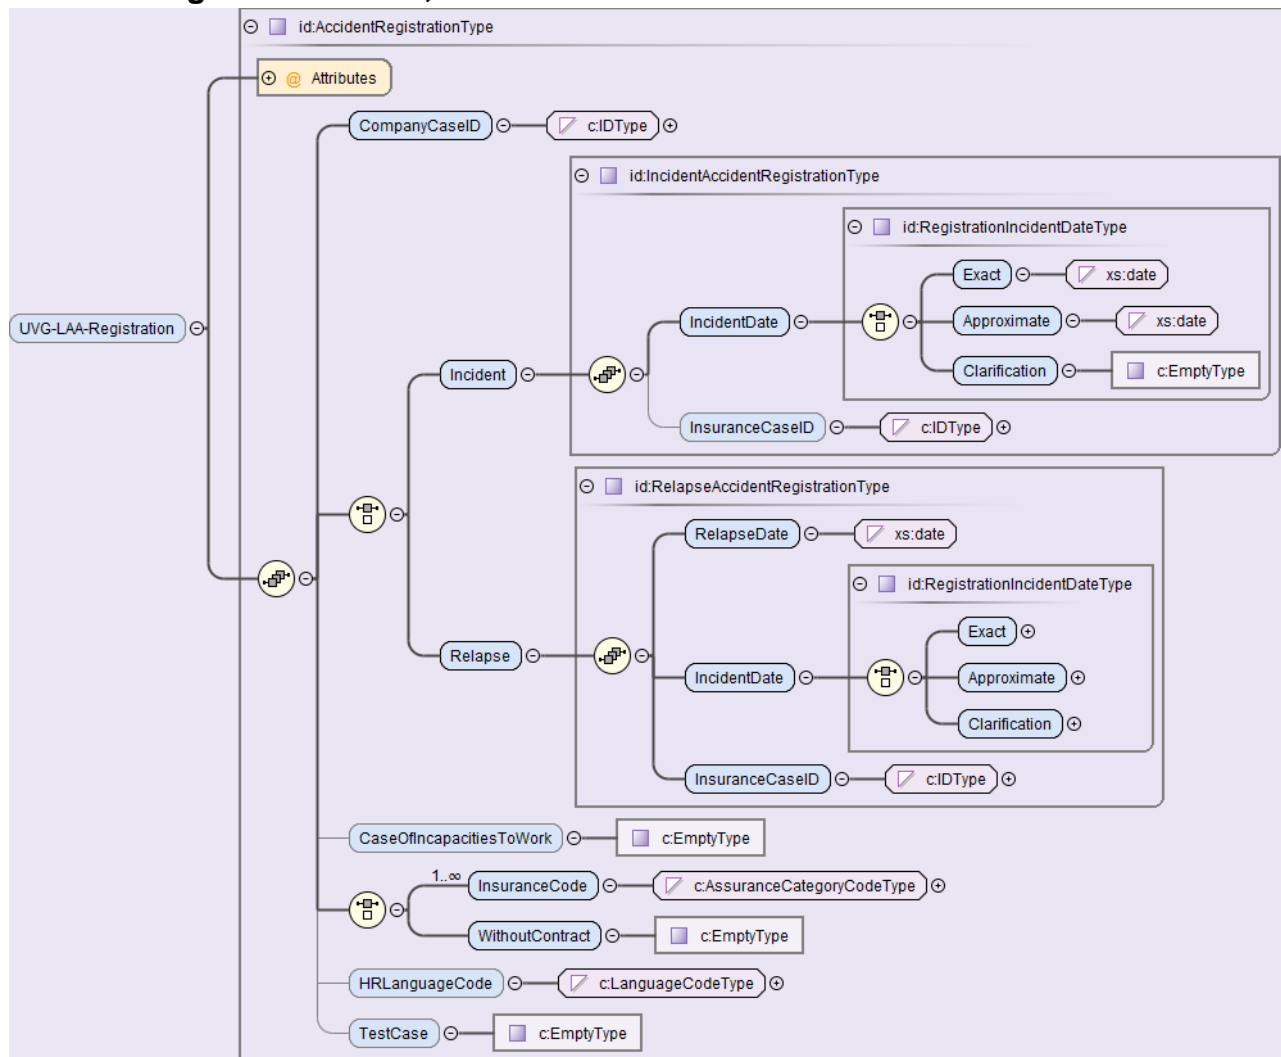 id:AccidentRegistrationType
@ Attributes
CompanyCaseID c:IDType
id:IncidentAccidentRegistrationType
id:RegistrationIncidentDateType
Exact xs:date
UVG-LAA-Registration
IncidentDate
Approximate xs:date
Clarification c:EmptyType
Incident
InsuranceCaseID c:IDType
id:RelapseAccidentRegistrationType
RelapseDate xs:date
id:RegistrationIncidentDateType
Exact
Relapse
IncidentDate
Approximate
Clarification
InsuranceCaseID c:IDType
CaseOfIncapacitiesToWork c:EmptyType
1..∞
InsuranceCode c:AssuranceCategoryCodeType
WithoutContract c:EmptyType
HRLanguageCode c:LanguageCodeType
TestCase c:EmptyType